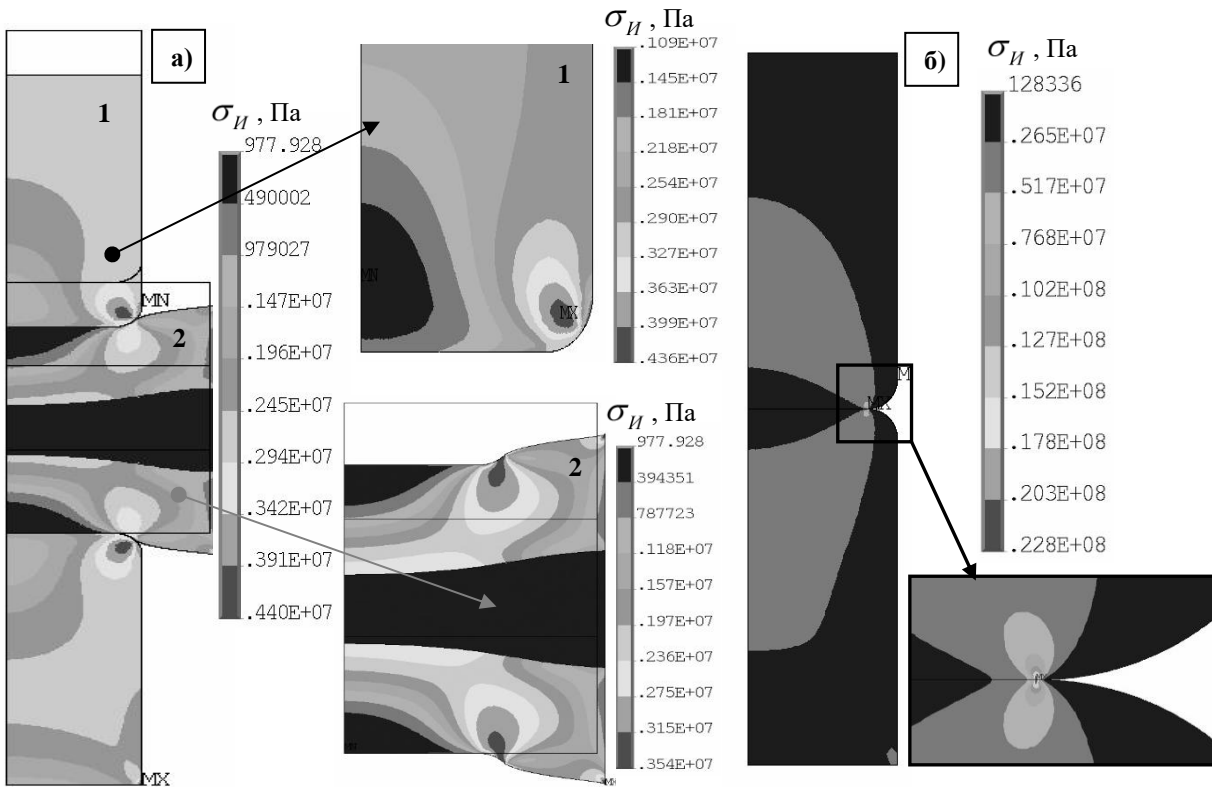 а)
1
σ_И , Па
977.928
490002
979027
.147E+07
.196E+07
.245E+07
.294E+07
.342E+07
.391E+07
.440E+07
MN
2
MX
σ_И , Па
.109E+07
.145E+07
.181E+07
.218E+07
.254E+07
.290E+07
.327E+07
.363E+07
.399E+07
.436E+07
1
MN
MX
σ_И , Па
977.928
394351
787723
.118E+07
.157E+07
.197E+07
.236E+07
.275E+07
.315E+07
.354E+07
2
б)
σ_И , Па
128336
.265E+07
.517E+07
.768E+07
.102E+08
.127E+08
.152E+08
.178E+08
.203E+08
.228E+08
M
MX